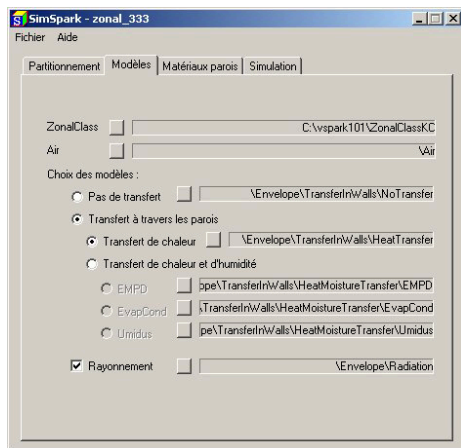 SimSpark - zonal_333
Fichier Aide
Partitionnement Modèles Matériaux parois Simulation
ZonalClass C:\vspark101\ZonalClassKC
Air \Air
Choix des modèles :
Pas de transfert \Envelope\TransferInWalls\NoTransfer
Transfert à travers les parois
Transfert de chaleur \Envelope\TransferInWalls\HeatTransfer
Transfert de chaleur et d'humidité
EMPD ope\TransferInWalls\HeatMoistureTransfer\EMPD
EvapCond \TransferInWalls\HeatMoistureTransfer\EvapCond
Umidus pe\TransferInWalls\HeatMoistureTransfer\Umidus
Rayonnement \Envelope\Radiation